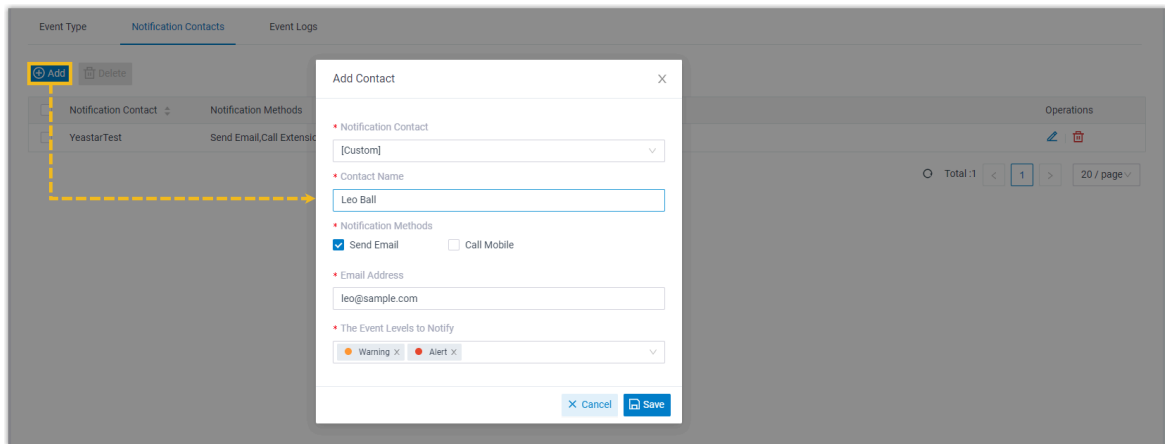 Event Type Notification Contacts Event Logs
Add Delete
Notification Contact Notification Methods Operations
YeastarTest Send Email,Call Extensio
Total :1 < 1 > 20 / page
Add Contact
* Notification Contact
[Custom]
* Contact Name
Leo Ball
* Notification Methods
Send Email Call Mobile
* Email Address
leo@sample.com
* The Event Levels to Notify
Warning × Alert ×
× Cancel Save